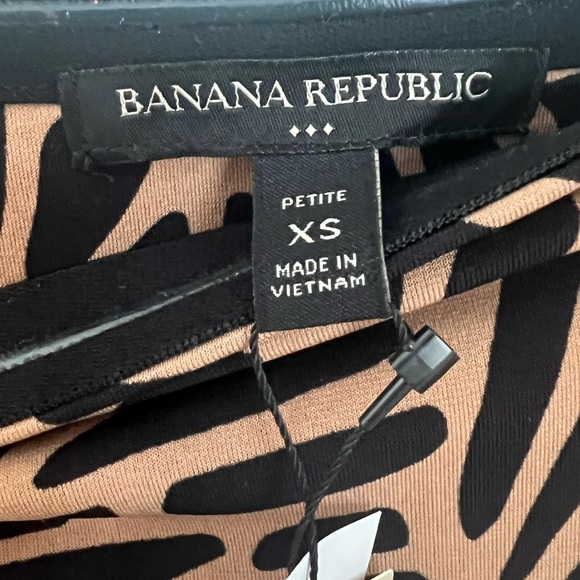 BANANA REPUBLIC
PETITE
XS
MADE IN
VIETNAM